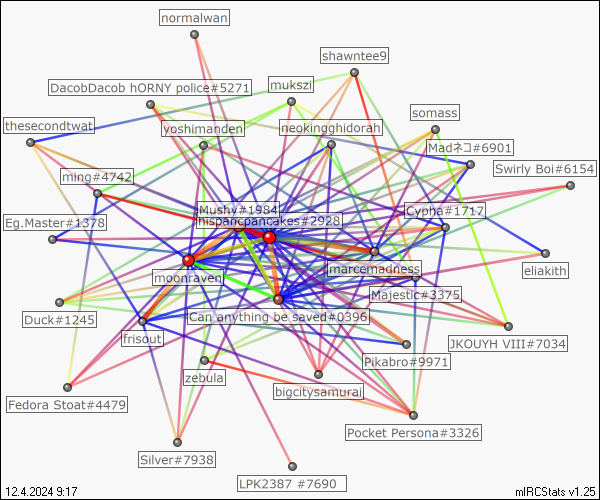 normalwan
shawntee9
DacobDacob hORNY police#5271
mukszi
somass
thesecondtwat
yoshimanden
neokingghidorah
Madネコ#6901
ming#4742
Swirly Boi#6154
Mushy#1984
Cypha#1717
hispancpancakes#2928
Eg.Master#1378
moonraven
marcemadness
eliakith
Majestic#3375
Duck#1245
Can anything be saved#0396
frisout
JKOUYH VIII#7034
Pikabro#9971
zebula
bigcitysamurai
Fedora Stoat#4479
Pocket Persona#3326
Silver#7938
LPK2387 #7690
12.4.2024 9:17
mIRCStats v1.25